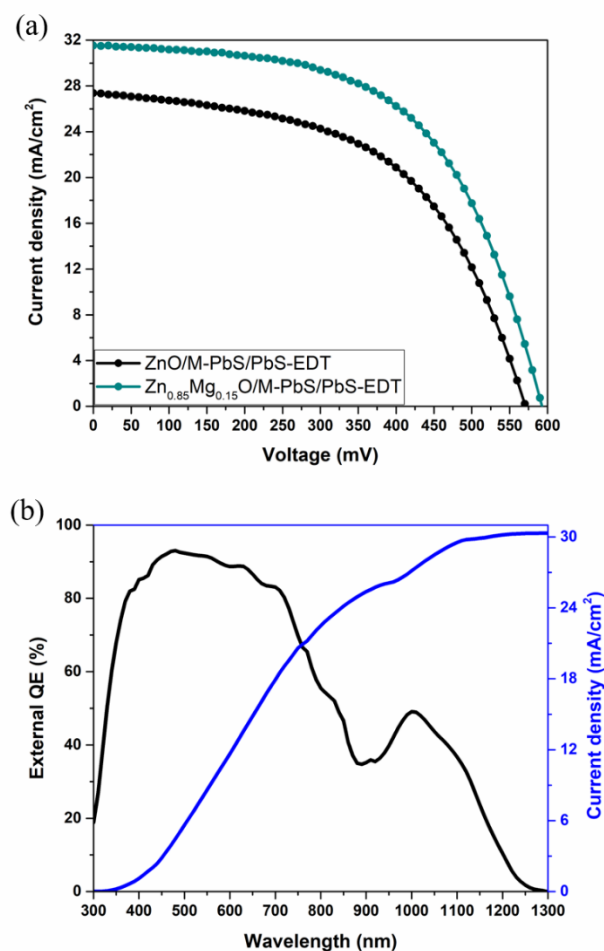 (a)
Current density (mA/cm²)
32
28
24
20
16
12
8
4
0
ZnO/M-PbS/PbS-EDT
Zn₀.₈₅Mg₀.₁₅O/M-PbS/PbS-EDT
0 50 100 150 200 250 300 350 400 450 500 550 600
Voltage (mV)
(b)
External QE (%)
100
80
60
40
20
0
30
24
18
12
6
0
Current density (mA/cm²)
300 400 500 600 700 800 900 1000 1100 1200 1300
Wavelength (nm)